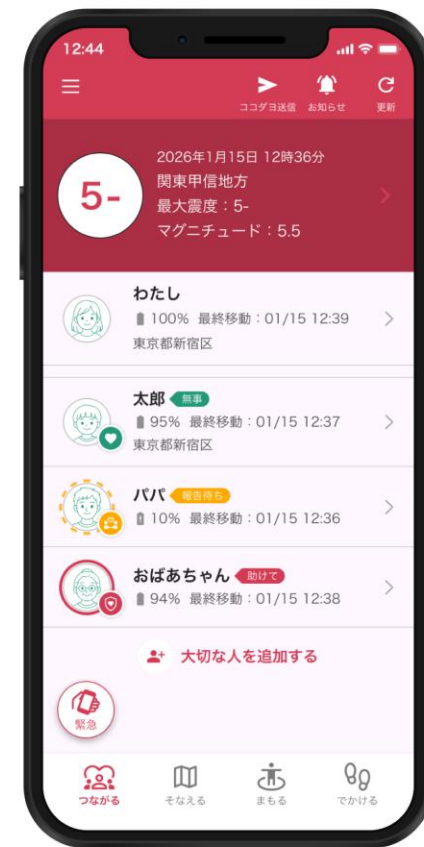 12:44
ココダヨ送信 お知らせ 更新
2026年1月15日 12時36分
5-
関東甲信地方
最大震度：5-
マグニチュード：5.5
わたし
100% 最終移動：01/15 12:39
東京都新宿区
太郎 無事
95% 最終移動：01/15 12:37
東京都新宿区
パパ 報告待ち
10% 最終移動：01/15 12:36
おばあちゃん 助けて
94% 最終移動：01/15 12:38
大切な人を追加する
緊急
つながる そなえる まもる でかける